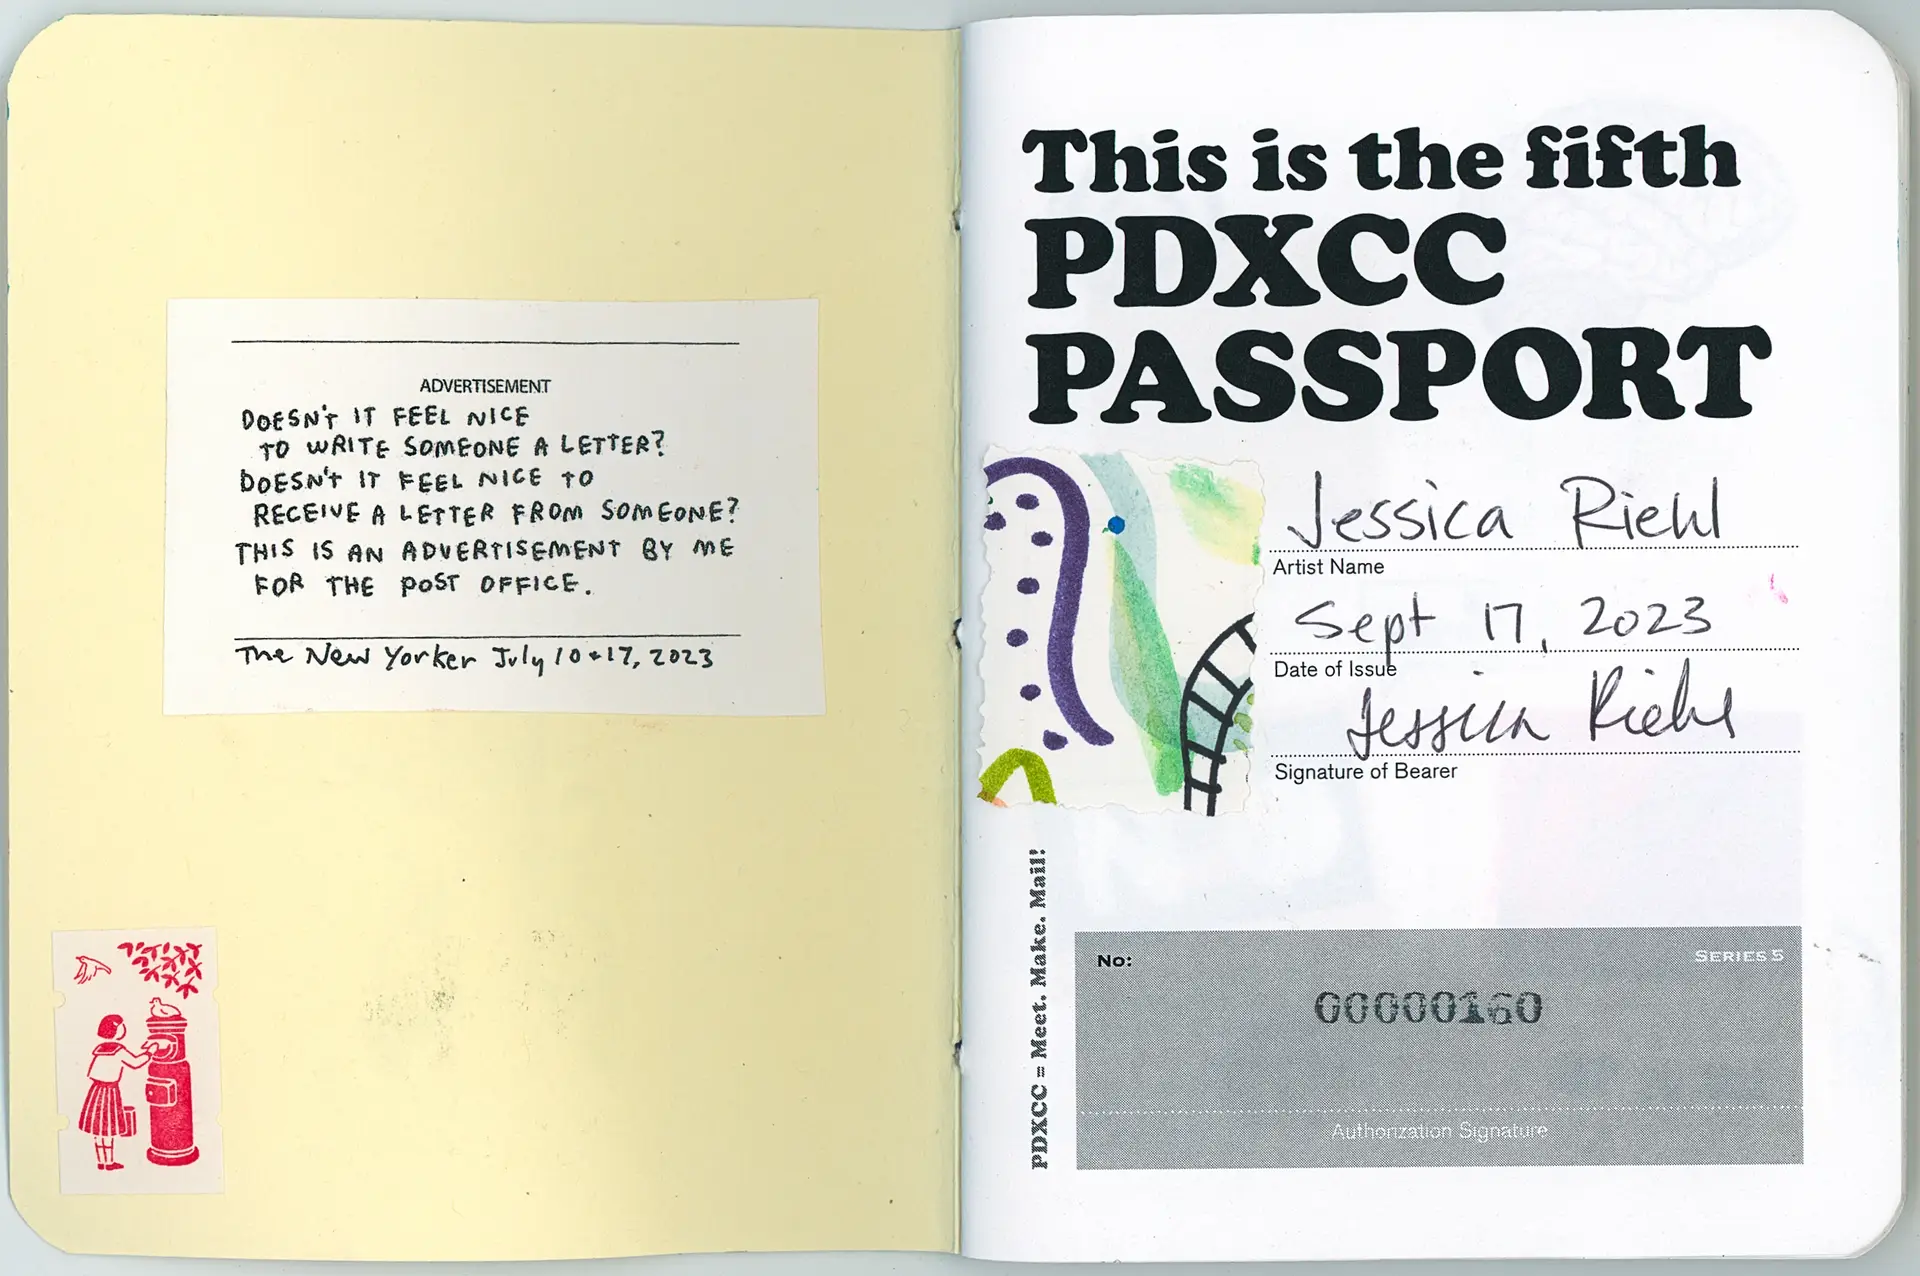 ADVERTISEMENT
DOESN'T IT FEEL NICE
TO WRITE SOMEONE A LETTER?
DOESN'T IT FEEL NICE TO
RECEIVE A LETTER FROM SOMEONE?
THIS IS AN ADVERTISEMENT BY ME
FOR THE POST OFFICE.
The New Yorker July 10+17, 2023
This is the fifth
PDXCC
PASSPORT
Jessica Riehl
Artist Name
Sept 17, 2023
Date of Issue
Jessica Riehl
Signature of Bearer
PDXCC = Meet. Make. Mail!
No:
SERIES 5
00000160
Authorization Signature